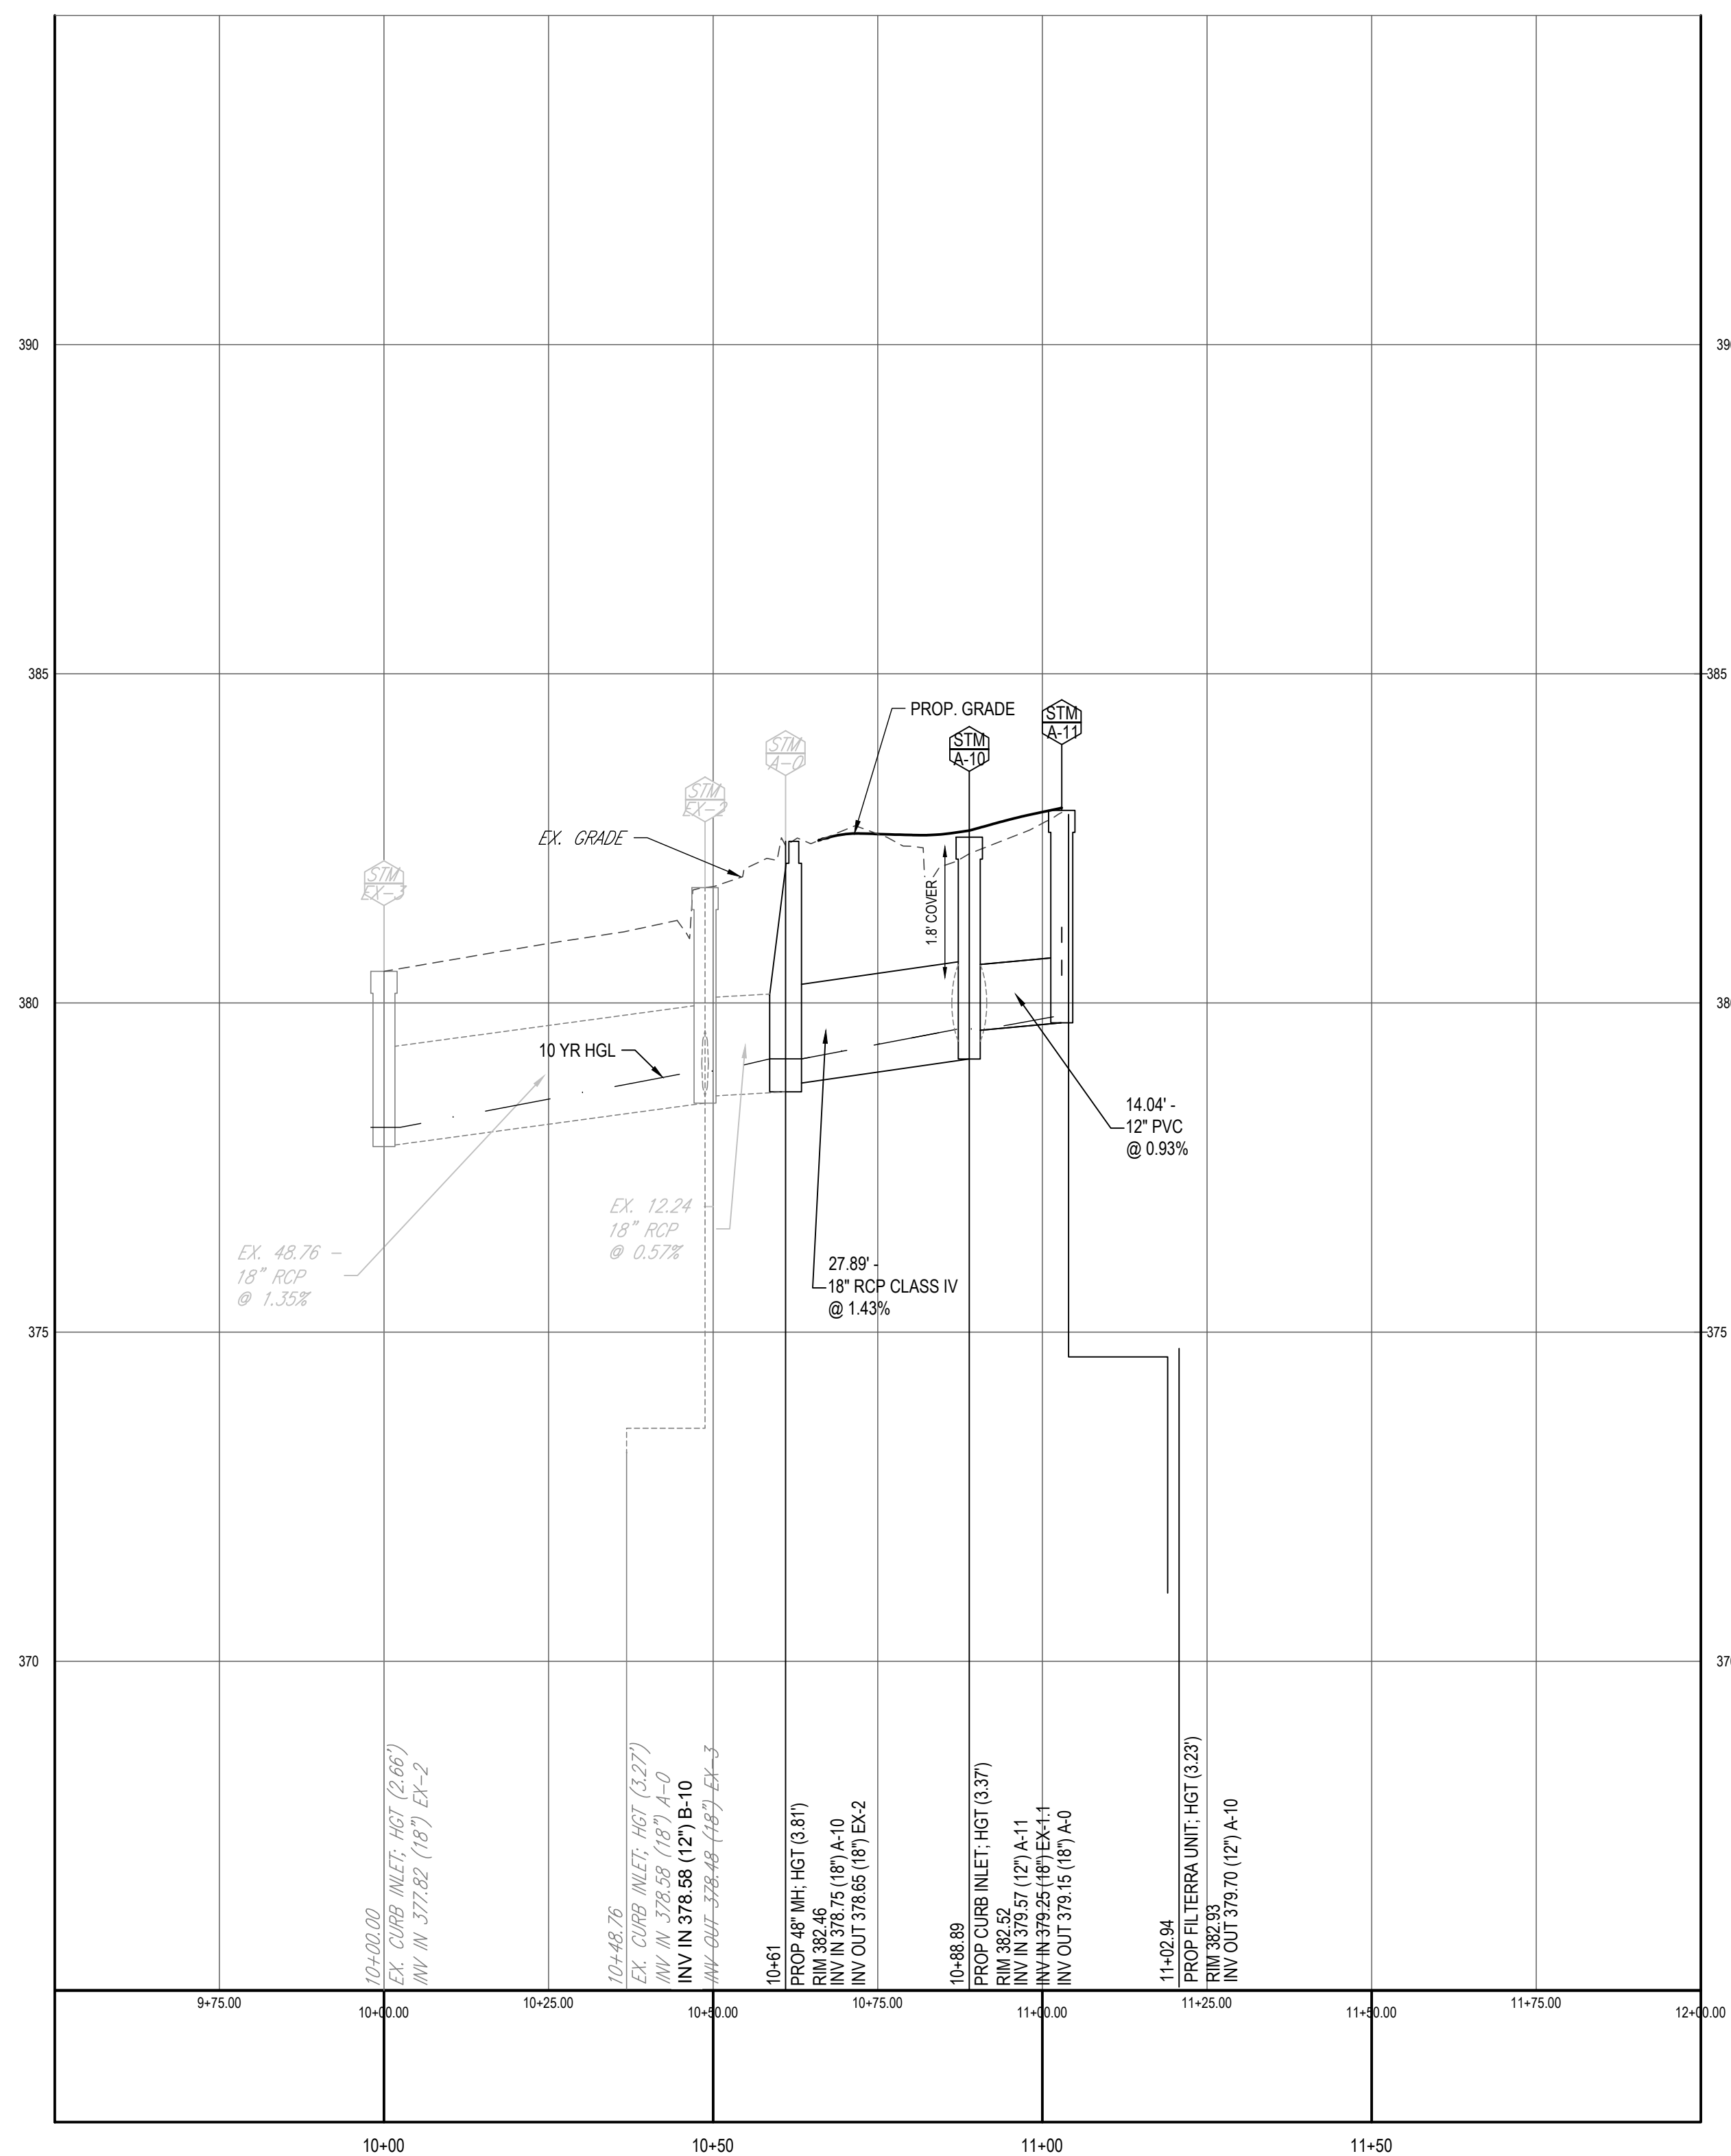 390
39
385
385
380
38
375
375
370
37
PROP. GRADE
STM
A-11
STM
A-10
STM
A-0
STM
EX-2
STM
EX-3
EX. GRADE
1.8' COVER
10 YR HGL
14.04' -
12" PVC
@ 0.93%
EX. 12.24 -
18" RCP
@ 0.57%
EX. 48.76 -
18" RCP
@ 1.35%
27.89' -
18" RCP CLASS IV
@ 1.43%
10+00.00
EX. CURB INLET; HGT (2.66')
INV IN 377.82 (18") EX-2
10+48.76
EX. CURB INLET; HGT (3.27')
INV IN 378.58 (18") A-0
INV IN 378.58 (12") B-10
INV OUT 378.48 (18") EX-3
10+61
PROP 48" MH; HGT (3.81')
RIM 382.46
INV IN 378.75 (18") A-10
INV OUT 378.65 (18") EX-2
10+88.89
PROP CURB INLET; HGT (3.37')
RIM 382.52
INV IN 379.57 (12") A-11
INV IN 379.25 (18") EX-1.1
INV OUT 379.15 (18") A-0
11+02.94
PROP FILTERRA UNIT; HGT (3.23')
RIM 382.93
INV OUT 379.70 (12") A-10
9+75.00
10+00.00
10+25.00
10+50.00
10+75.00
11+00.00
11+25.00
11+50.00
11+75.00
12+00.00
10+00
10+50
11+00
11+50